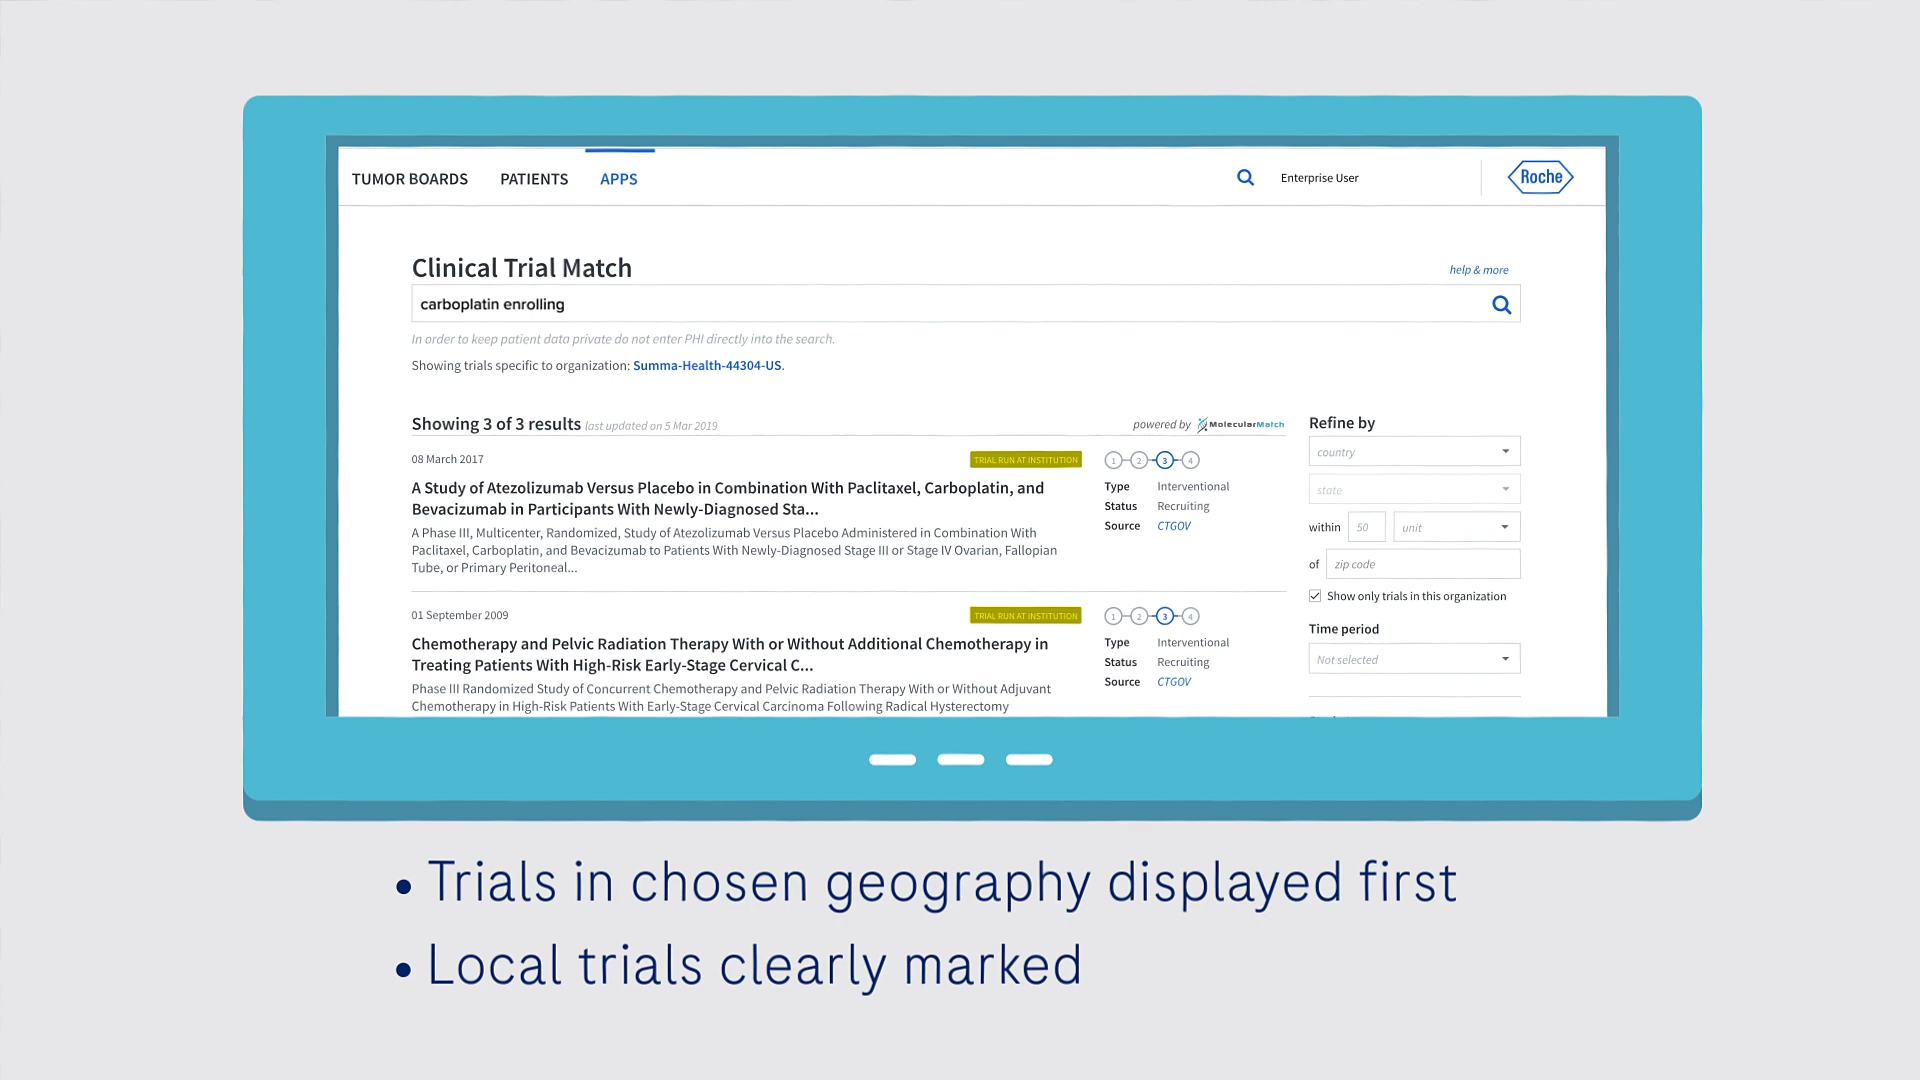 TUMOR BOARDS PATIENTS APPS Enterprise User Roche
Clinical Trial Match
help & more
carboplatin enrolling
In order to keep patient data private do not enter PHI directly into the search.
Showing trials specific to organization: Summa-Health-44304-US.
Showing 3 of 3 results last updated on 5 Mar 2019 powered by MolecularMatch
08 March 2017 TRIAL RUN AT INSTITUTION 1 2 3 4
A Study of Atezolizumab Versus Placebo in Combination With Paclitaxel, Carboplatin, and
Bevacizumab in Participants With Newly-Diagnosed Sta...
A Phase III, Multicenter, Randomized, Study of Atezolizumab Versus Placebo Administered in Combination With
Paclitaxel, Carboplatin, and Bevacizumab to Patients With Newly-Diagnosed Stage III or Stage IV Ovarian, Fallopian
Tube, or Primary Peritoneal...
Type Interventional
Status Recruiting
Source CTGOV
01 September 2009 TRIAL RUN AT INSTITUTION 1 2 3 4
Chemotherapy and Pelvic Radiation Therapy With or Without Additional Chemotherapy in
Treating Patients With High-Risk Early-Stage Cervical C...
Phase III Randomized Study of Concurrent Chemotherapy and Pelvic Radiation Therapy With or Without Adjuvant
Chemotherapy in High-Risk Patients With Early-Stage Cervical Carcinoma Following Radical Hysterectomy
Type Interventional
Status Recruiting
Source CTGOV
Refine by
country
state
within 50 unit
of zip code
Show only trials in this organization
Time period
Not selected
• Trials in chosen geography displayed first
• Local trials clearly marked